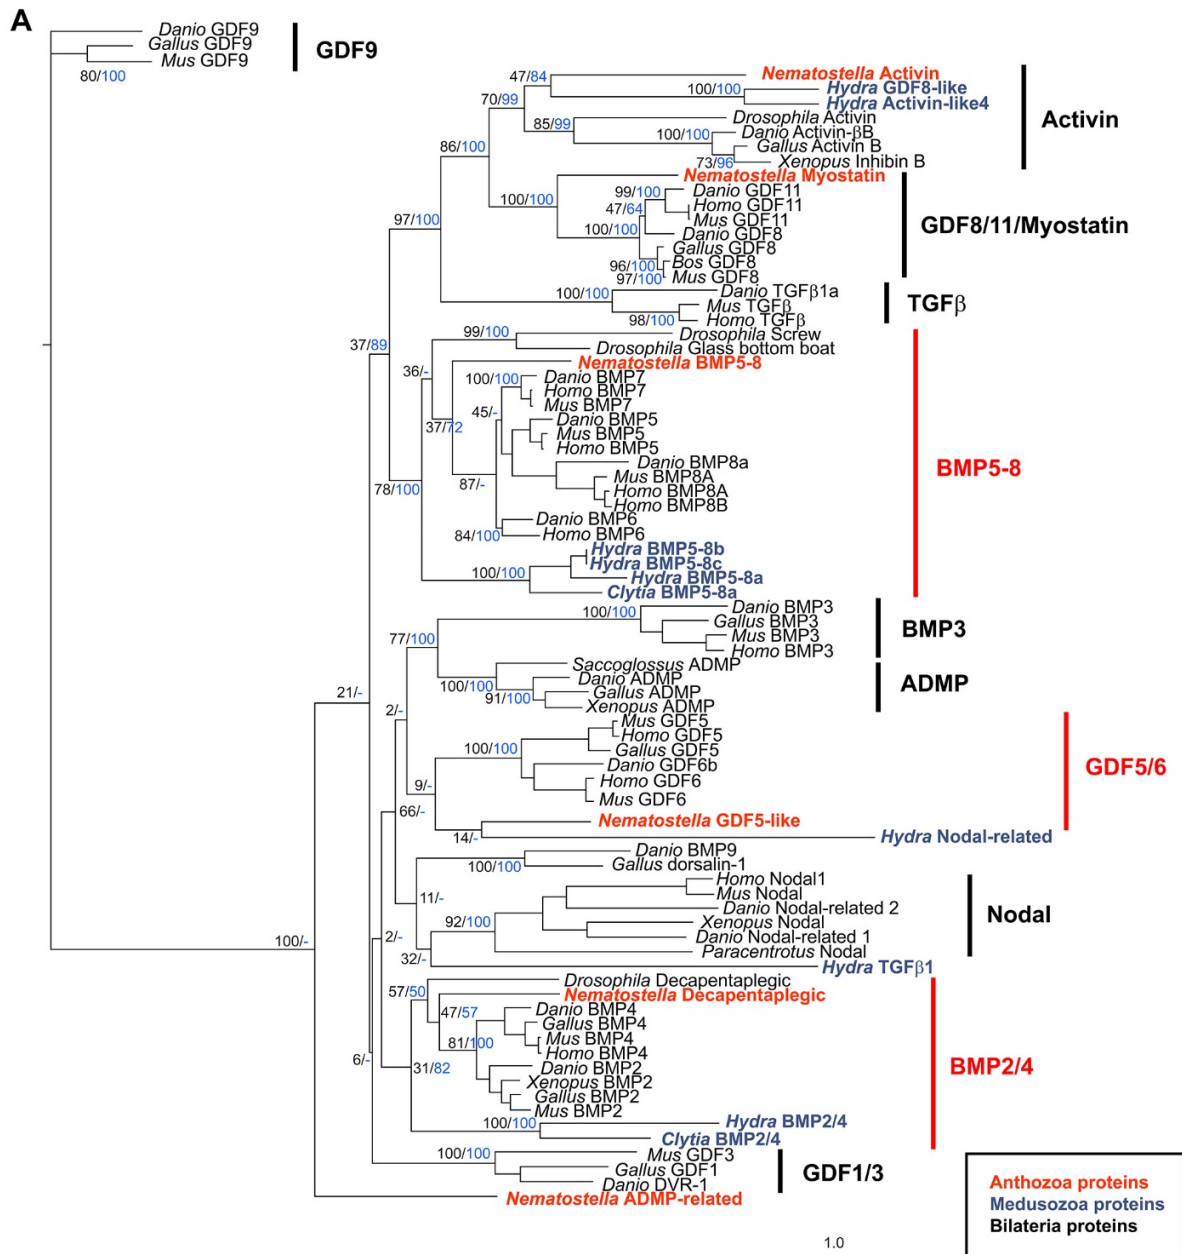 A
Danio GDF9
Gallus GDF9
Mus GDF9
80/100
GDF9
47/84
Nematostella Activin
100/100
Hydra GDF8-like
Hydra Activin-like4
70/99
Drosophila Activin
85/99
100/100
Danio Activin-βB
Gallus Activin B
73/96
Xenopus Inhibin B
Activin
86/100
Nematostella Myostatin
100/100
99/100
Danio GDF11
47/64
Homo GDF11
Mus GDF11
100/100
Danio GDF8
Gallus GDF8
96/100
Bos GDF8
97/100
Mus GDF8
GDF8/11/Myostatin
97/100
100/100
Danio TGFβ1a
Mus TGFβ
98/100
Homo TGFβ
TGFβ
37/89
99/100
Drosophila Screw
Drosophila Glass bottom boat
36/-
Nematostella BMP5-8
100/100
Danio BMP7
Homo BMP7
Mus BMP7
45/-
37/72
Danio BMP5
Mus BMP5
Homo BMP5
Danio BMP8a
Mus BMP8A
87/-
Homo BMP8A
Homo BMP8B
78/100
Danio BMP6
84/100
Homo BMP6
Hydra BMP5-8b
Hydra BMP5-8c
100/100
Hydra BMP5-8a
Clytia BMP5-8a
BMP5-8
100/100
Danio BMP3
Gallus BMP3
Mus BMP3
Homo BMP3
BMP3
77/100
Saccoglossus ADMP
100/100
Danio ADMP
91/100
Gallus ADMP
Xenopus ADMP
ADMP
21/-
2/-
Mus GDF5
Homo GDF5
100/100
Gallus GDF5
Danio GDF6b
Homo GDF6
Mus GDF6
9/-
66/-
Nematostella GDF5-like
14/-
Hydra Nodal-related
GDF5/6
Danio BMP9
100/100
Gallus dorsalin-1
11/-
Homo Nodal1
Mus Nodal
Danio Nodal-related 2
92/100
Xenopus Nodal
Danio Nodal-related 1
Paracentrotus Nodal
100/-
2/-
32/-
Hydra TGFβ1
Nodal
57/50
Drosophila Decapentaplegic
Nematostella Decapentaplegic
47/57
Danio BMP4
Gallus BMP4
81/100
Mus BMP4
Homo BMP4
6/-
31/82
Danio BMP2
Xenopus BMP2
Gallus BMP2
Mus BMP2
100/100
Hydra BMP2/4
Clytia BMP2/4
BMP2/4
100/100
Mus GDF3
Gallus GDF1
Danio DVR-1
GDF1/3
Nematostella ADMP-related
1.0
Anthozoa proteins
Medusozoa proteins
Bilateria proteins